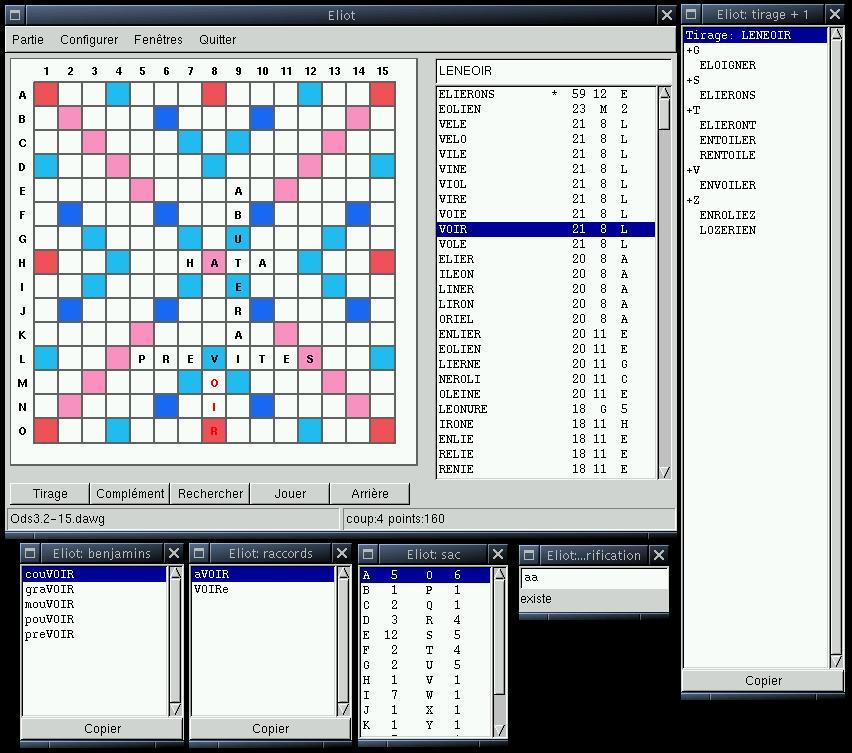 Eliot
Partie Configurer Fenêtres Quitter
1 2 3 4 5 6 7 8 9 10 11 12 13 14 15
A
B
C
D
E A
F B
G U
H H A T A
I E
J R
K A
L P R E V I T E S
M O
N I
O R
LENEOIR
ELIERONS * 59 12 E
EOLIEN 23 M 2
VELE 21 8 L
VELO 21 8 L
VILE 21 8 L
VINE 21 8 L
VIOL 21 8 L
VIRE 21 8 L
VOIE 21 8 L
VOIR 21 8 L
VOLE 21 8 L
ELIER 20 8 A
ILEON 20 8 A
LINER 20 8 A
LIRON 20 8 A
ORIEL 20 8 A
ENLIER 20 11 E
EOLIEN 20 11 E
LIERNE 20 11 G
NEROLI 20 11 C
OLEINE 20 11 E
LEONURE 18 G 5
IRONE 18 11 H
ENLIE 18 11 E
RELIE 18 11 E
RENIE 18 11 E
Tirage Complément Rechercher Jouer Arrière
Ods3.2-15.dawg coup:4 points:160
Eliot: tirage + 1
Tirage: LENEOIR
+G
ELOIGNER
+S
ELIERONS
+T
ELIERONT
ENTOILER
RENTOILE
+V
ENVOILER
+Z
ENROLIEZ
LOZERIEN
Copier
Eliot: benjamins
couVOIR
graVOIR
mouVOIR
pouVOIR
preVOIR
Copier
Eliot: raccords
aVOIR
VOIRe
Copier
Eliot: sac
A 5 O 6
B 1 P 1
C 2 Q 1
D 3 R 4
E 12 S 5
F 2 T 4
G 2 U 5
H 1 V 1
I 7 W 1
J 1 X 1
K 1 Y 1
Eliot:...rification
aa
existe